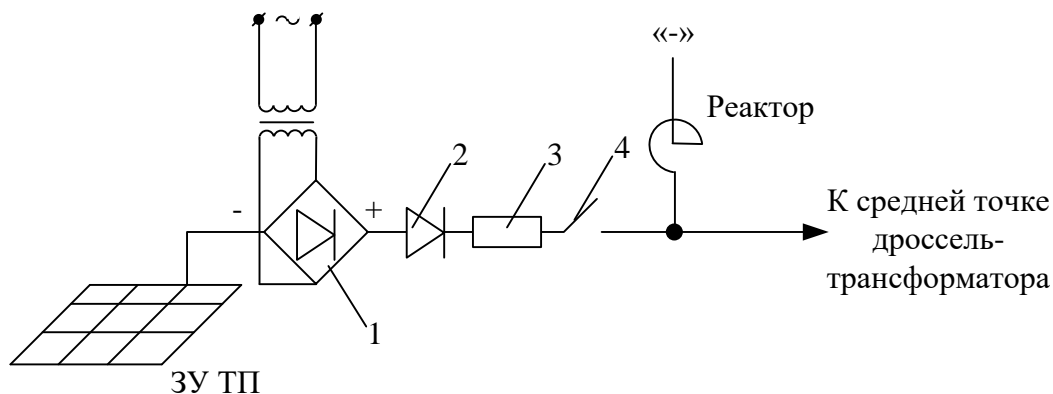 ~
«-»
Реактор
2
3
4
-
+
К средней точке
дроссель-
трансформатора
1
ЗУ ТП